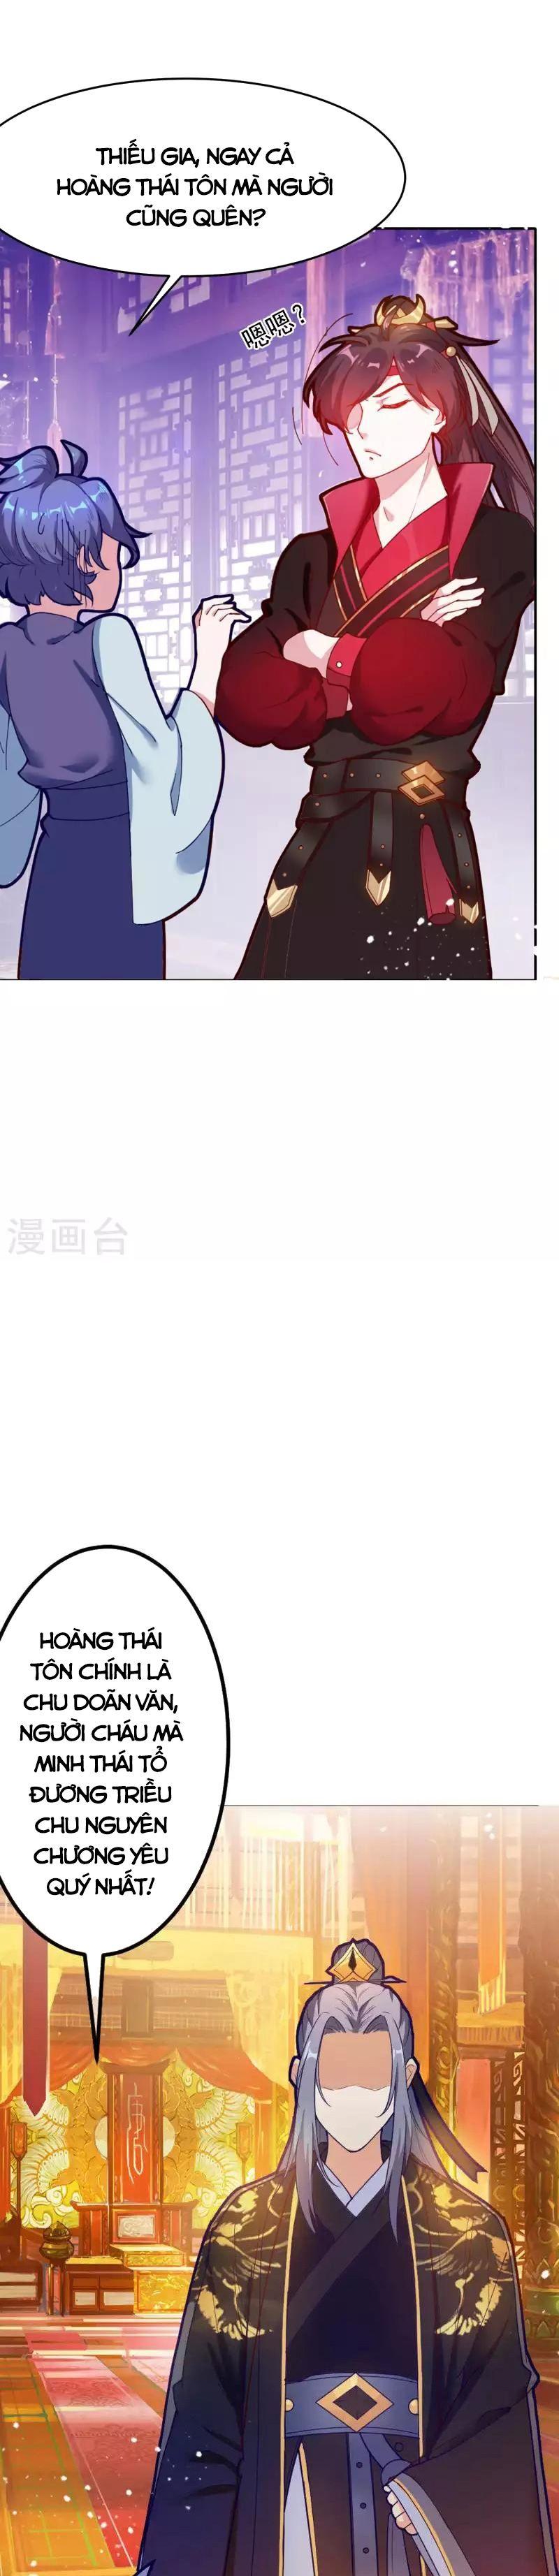 THIẾU GIA, NGAY CẢ
HOÀNG THÁI TÔN MÀ NGƯỜI
CŨNG QUÊN?
嗯嗯?
漫画台
HOÀNG THÁI
TÔN CHÍNH LÀ
CHU DOÃN VĂN,
NGƯỜI CHÁU MÀ
MINH THÁI TỔ
ĐƯƠNG TRIỀU
CHU NGUYÊN
CHƯƠNG YÊU
QUÝ NHẤT!